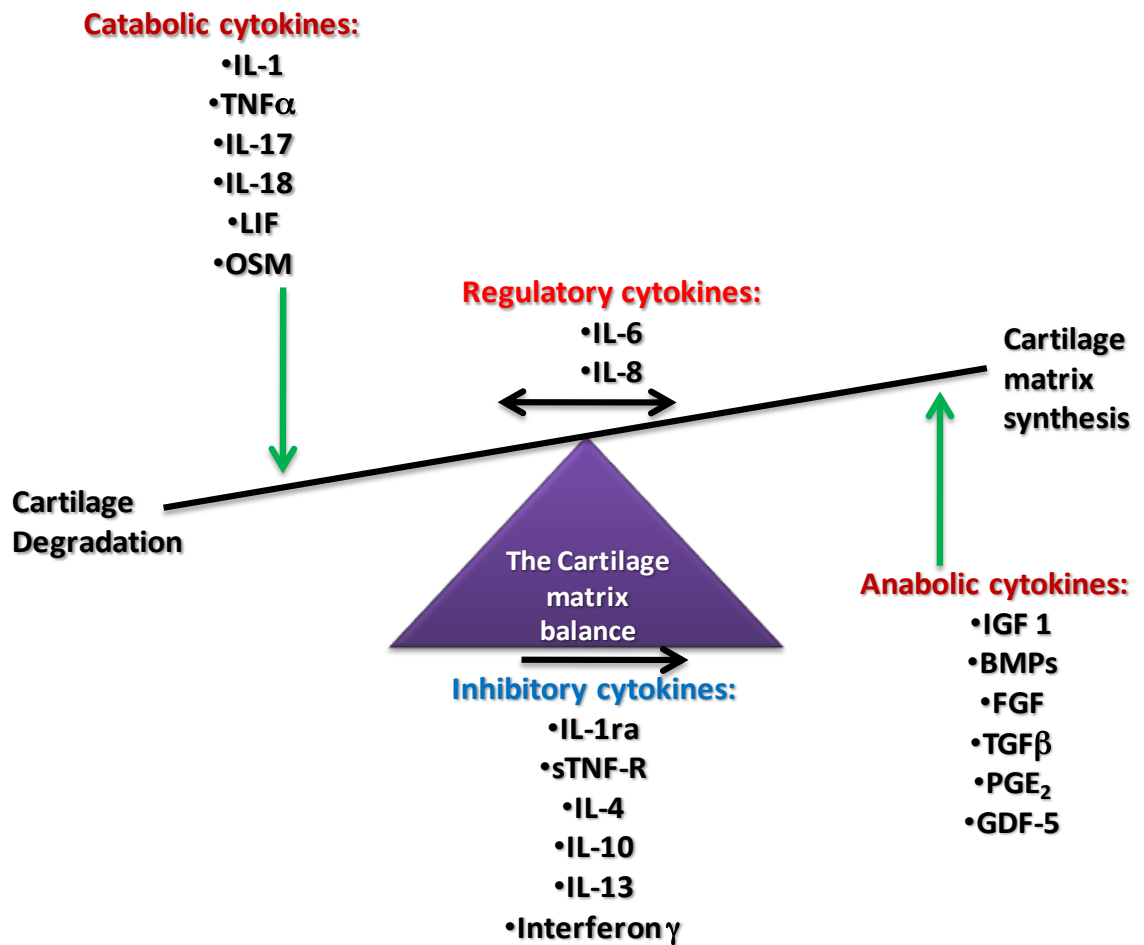 Catabolic cytokines:
•IL-1
•TNFα
•IL-17
•IL-18
•LIF
•OSM
Regulatory cytokines:
•IL-6
•IL-8
Cartilage
matrix
synthesis
Cartilage
Degradation
The Cartilage
matrix
balance
Inhibitory cytokines:
•IL-1ra
•sTNF-R
•IL-4
•IL-10
•IL-13
•Interferon γ
Anabolic cytokines:
•IGF 1
•BMPs
•FGF
•TGFβ
•PGE₂
•GDF-5